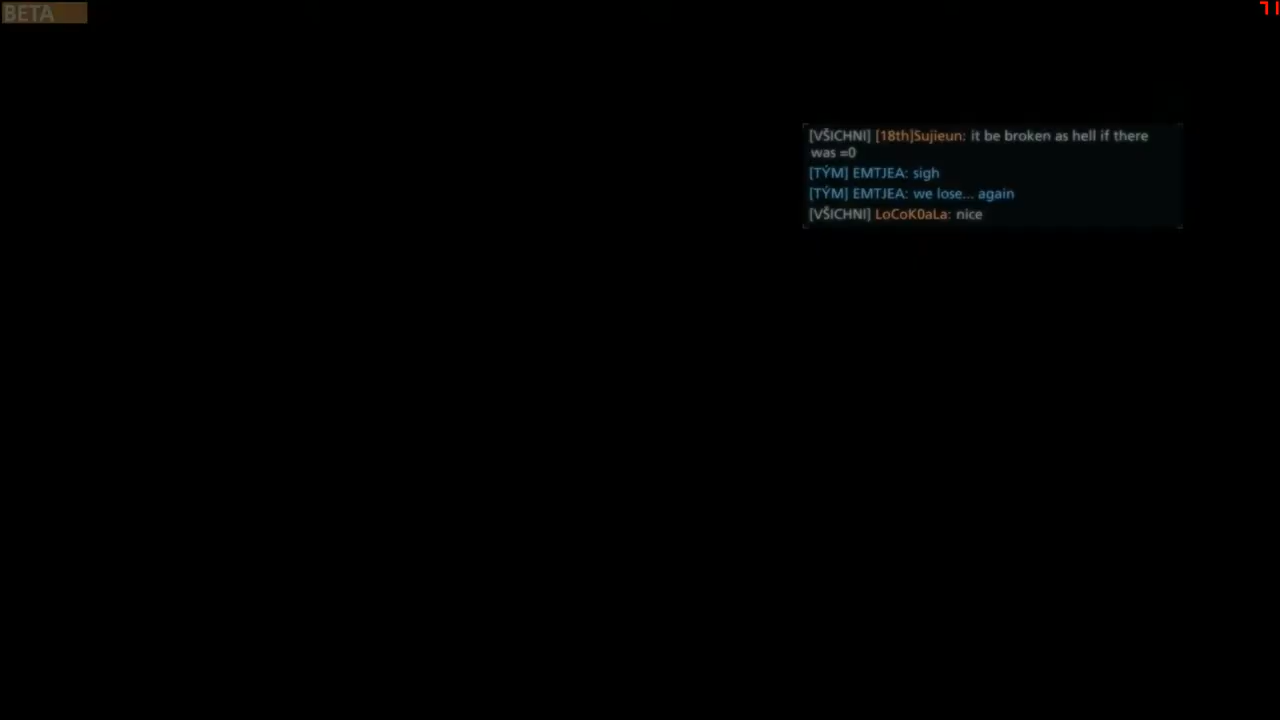 BETA
71
[VŠICHNI] [18th]Sujieun: it be broken as hell if there
was =0
[TÝM] EMTJEA: sigh
[TÝM] EMTJEA: we lose... again
[VŠICHNI] LoCoK0aLa: nice